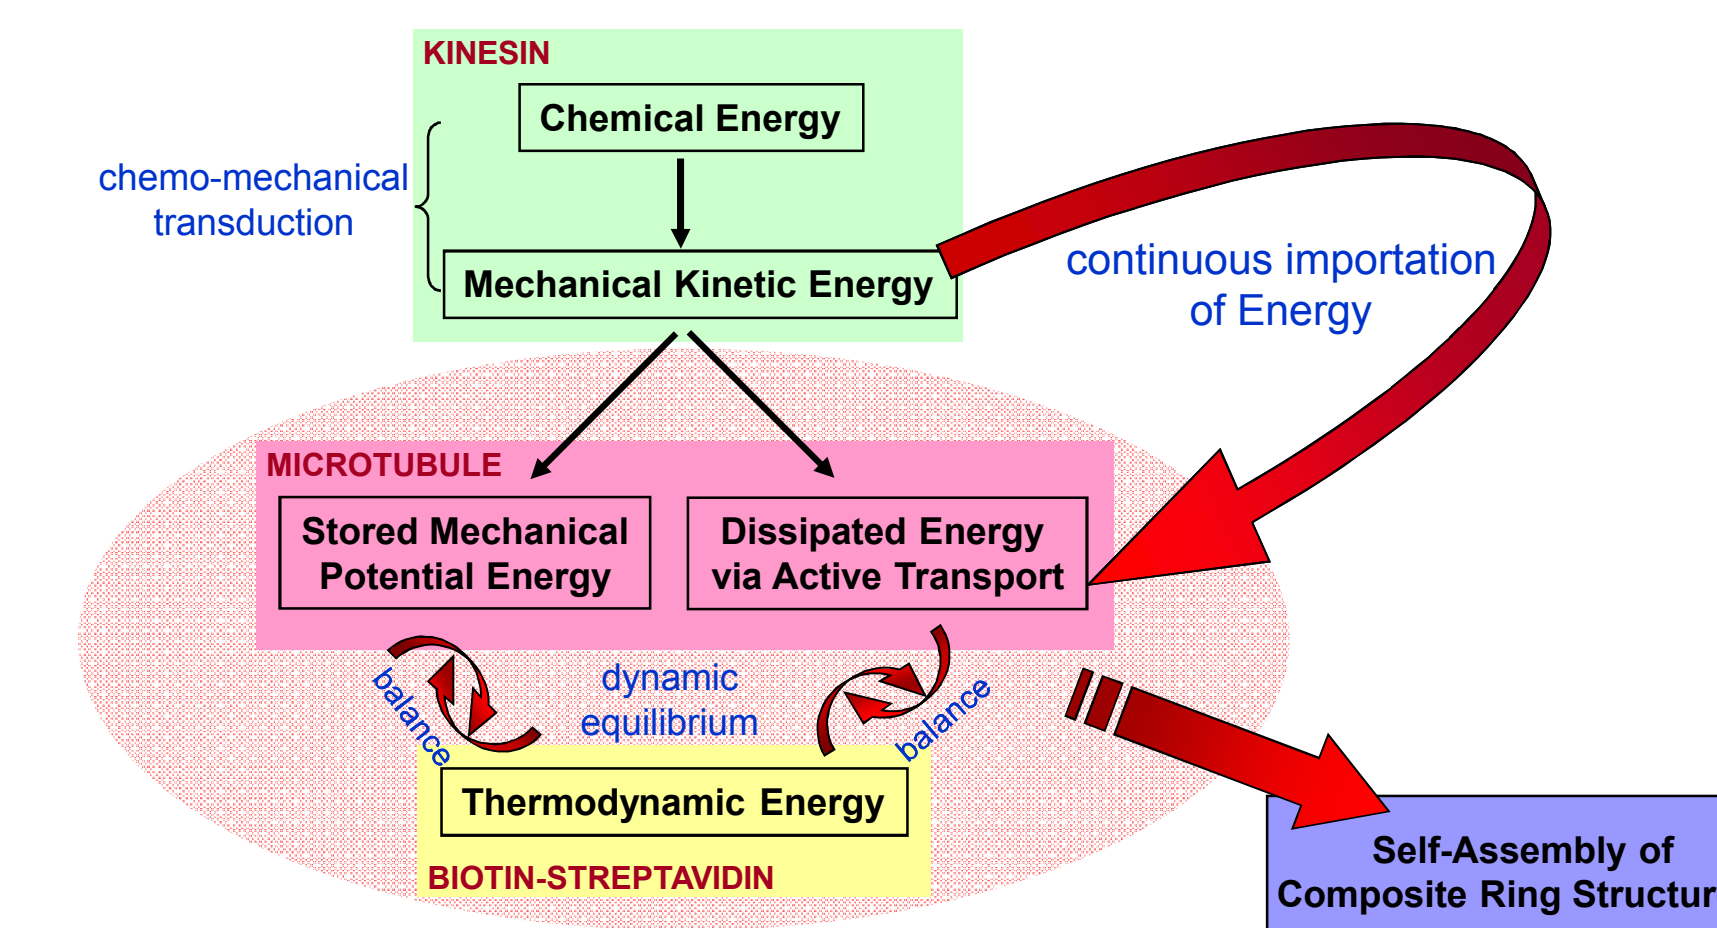 KINESIN
Chemical Energy
chemo-mechanical
transduction
Mechanical Kinetic Energy
continuous importation
of Energy
MICROTUBULE
Stored Mechanical
Potential Energy
Dissipated Energy
via Active Transport
balance
dynamic
equilibrium
balance
Thermodynamic Energy
BIOTIN-STREPTAVIDIN
Self-Assembly of
Composite Ring Structur